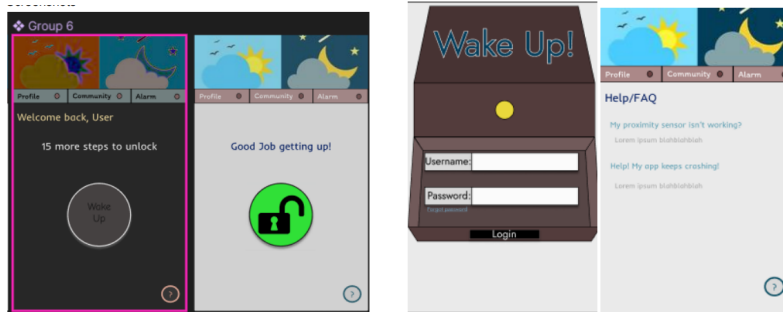 Group 6
Profile
Community
Alarm
Welcome back, User
15 more steps to unlock
Wake
Up
?
Profile
Community
Alarm
Good Job getting up!
?
Wake Up!
Username:
Password:
Forgot password
Login
Profile
Community
Alarm
Help/FAQ
My proximity sensor isn't working?
Lorem ipsum blahblahblah
Help! My app keeps crashing!
Lorem ipsum blahblahblah
?